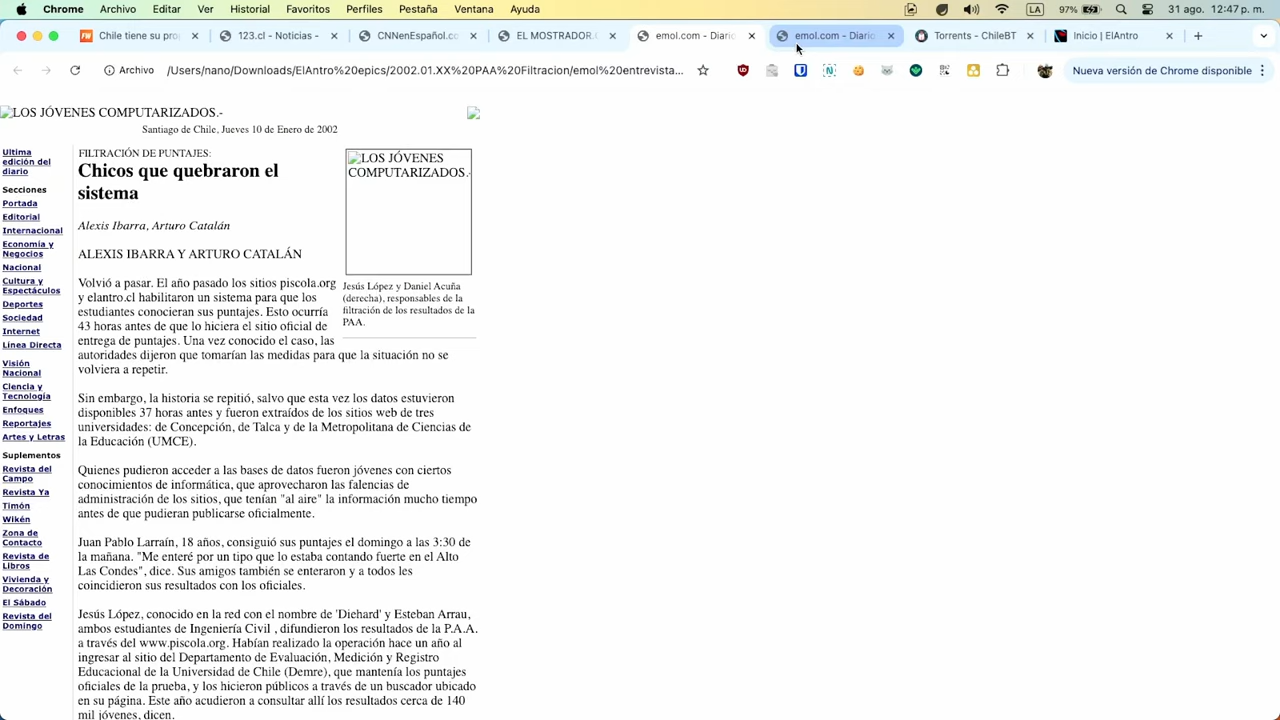 Chrome Archivo Editar Ver Historial Favoritos Perfiles Pestaña Ventana Ayuda LA 97% 31 ago. 12:47 p. m.
FW Chile tiene su pro 123.cl - Noticias - CNNenEspañol.co EL MOSTRADOR. emol.com - Diario emol.com - Diario Torrents - ChileBT Inicio | ElAntro
Archivo /Users/nano/Downloads/ElAntro%20epics/2002.01.XX%20PAA%20Filtracion/emol%20entrevista... Nueva versión de Chrome disponible
LOS JÓVENES COMPUTARIZADOS.-
Santiago de Chile, Jueves 10 de Enero de 2002
Ultima
edición del
diario
Secciones
Portada
Editorial
Internacional
Economía y
Negocios
Nacional
Cultura y
Espectáculos
Deportes
Sociedad
Internet
Línea Directa
Visión
Nacional
Ciencia y
Tecnología
Enfoques
Reportajes
Artes y Letras
Suplementos
Revista del
Campo
Revista Ya
Timón
Wikén
Zona de
Contacto
Revista de
Libros
Vivienda y
Decoración
El Sábado
Revista del
Domingo
FILTRACIÓN DE PUNTAJES:
Chicos que quebraron el
sistema
Alexis Ibarra, Arturo Catalán
ALEXIS IBARRA Y ARTURO CATALÁN
LOS JÓVENES
COMPUTARIZADOS.
Jesús López y Daniel Acuña
(derecha), responsables de la
filtración de los resultados de la
PAA.
Volvió a pasar. El año pasado los sitios piscola.org
y elantro.cl habilitaron un sistema para que los
estudiantes conocieran sus puntajes. Esto ocurría
43 horas antes de que lo hiciera el sitio oficial de
entrega de puntajes. Una vez conocido el caso, las
autoridades dijeron que tomarían las medidas para que la situación no se
volviera a repetir.
Sin embargo, la historia se repitió, salvo que esta vez los datos estuvieron
disponibles 37 horas antes y fueron extraídos de los sitios web de tres
universidades: de Concepción, de Talca y de la Metropolitana de Ciencias de
la Educación (UMCE).
Quienes pudieron acceder a las bases de datos fueron jóvenes con ciertos
conocimientos de informática, que aprovecharon las falencias de
administración de los sitios, que tenían "al aire" la información mucho tiempo
antes de que pudieran publicarse oficialmente.
Juan Pablo Larraín, 18 años, consiguió sus puntajes el domingo a las 3:30 de
la mañana. "Me enteré por un tipo que lo estaba contando fuerte en el Alto
Las Condes", dice. Sus amigos también se enteraron y a todos les
coincidieron sus resultados con los oficiales.
Jesús López, conocido en la red con el nombre de 'Diehard' y Esteban Arrau,
ambos estudiantes de Ingeniería Civil , difundieron los resultados de la P.A.A.
a través del www.piscola.org. Habían realizado la operación hace un año al
ingresar al sitio del Departamento de Evaluación, Medición y Registro
Educacional de la Universidad de Chile (Demre), que mantenía los puntajes
oficiales de la prueba, y los hicieron públicos a través de un buscador ubicado
en su página. Este año acudieron a consultar allí los resultados cerca de 140
mil jóvenes, dicen.